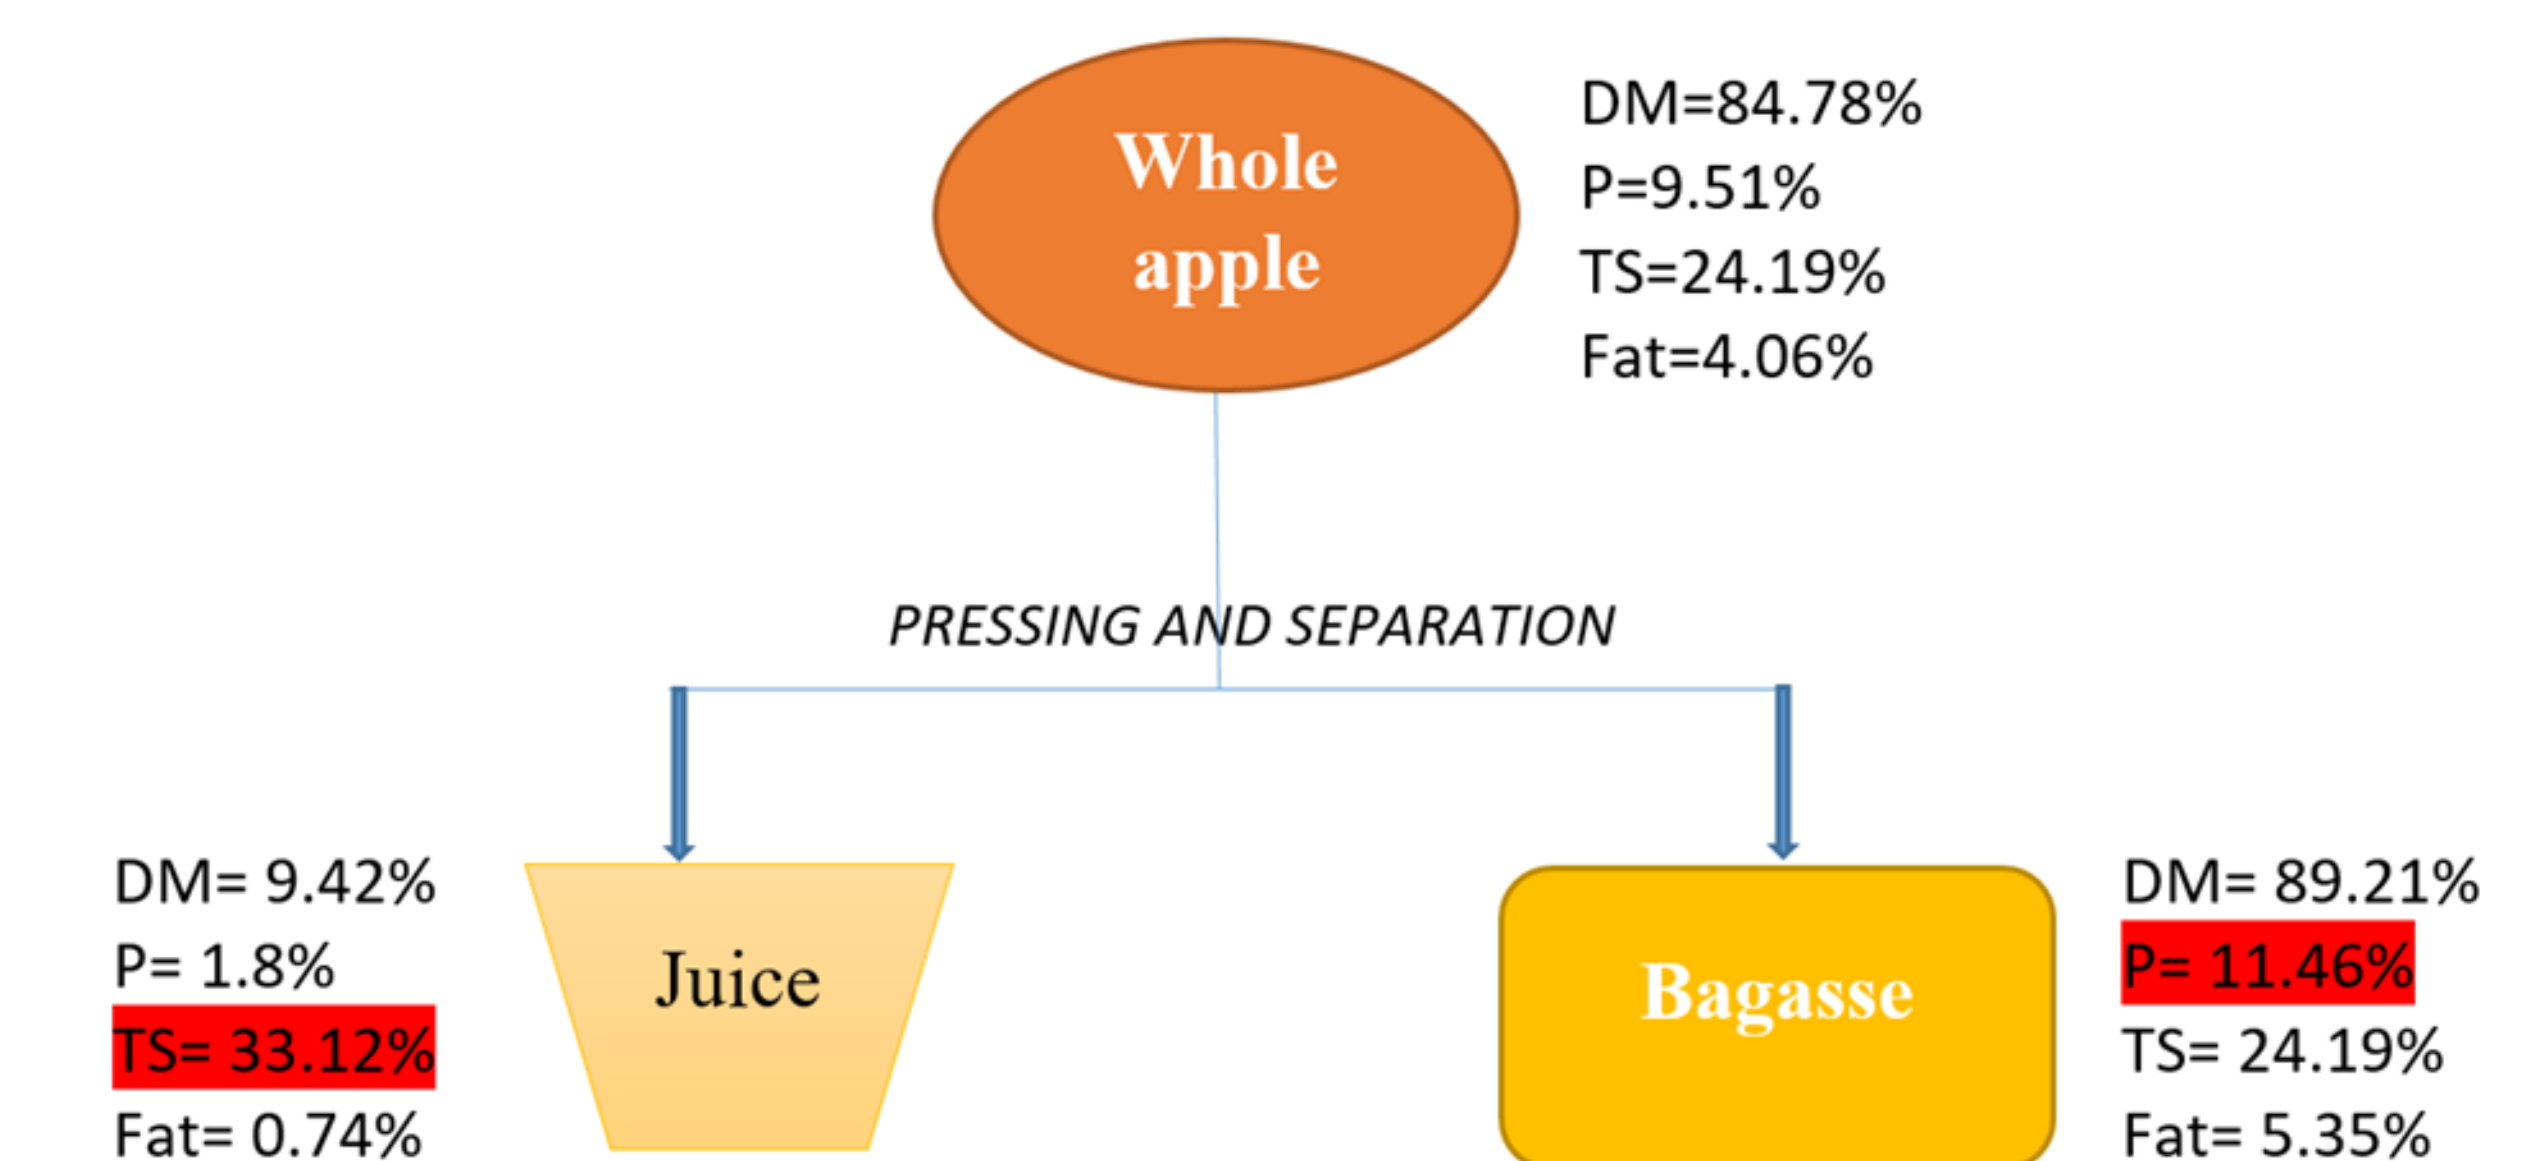 Whole
apple
DM=84.78%
P=9.51%
TS=24.19%
Fat=4.06%
PRESSING AND SEPARATION
DM= 9.42%
P= 1.8%
TS= 33.12%
Fat= 0.74%
Juice
Bagasse
DM= 89.21%
P= 11.46%
TS= 24.19%
Fat= 5.35%